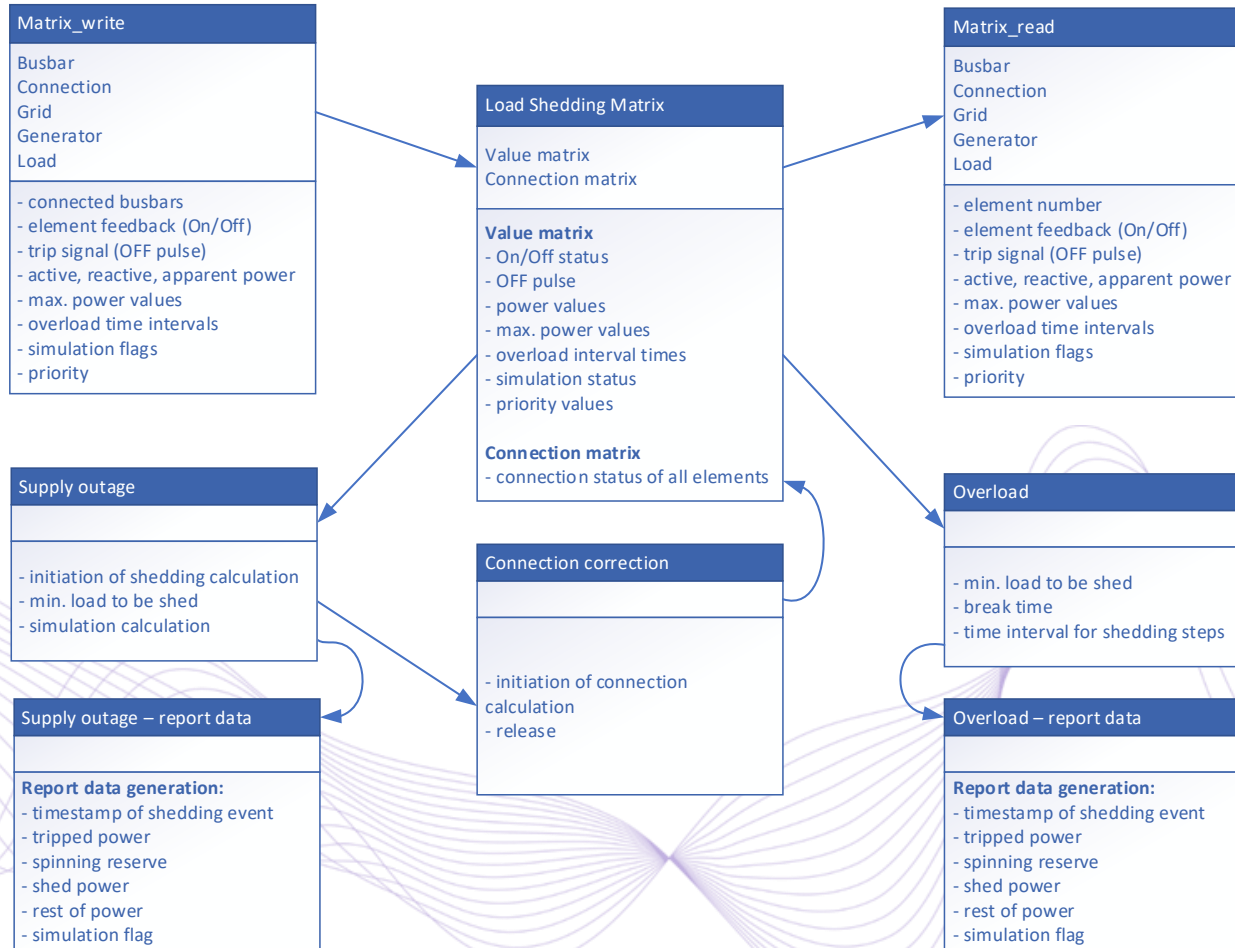 Matrix_write
Busbar
Connection
Grid
Generator
Load
- connected busbars
- element feedback (On/Off)
- trip signal (OFF pulse)
- active, reactive, apparent power
- max. power values
- overload time intervals
- simulation flags
- priority
Load Shedding Matrix
Value matrix
Connection matrix
Value matrix
- On/Off status
- OFF pulse
- power values
- max. power values
- overload interval times
- simulation status
- priority values
Connection matrix
- connection status of all elements
Matrix_read
Busbar
Connection
Grid
Generator
Load
- element number
- element feedback (On/Off)
- trip signal (OFF pulse)
- active, reactive, apparent power
- max. power values
- overload time intervals
- simulation flags
- priority
Supply outage
- initiation of shedding calculation
- min. load to be shed
- simulation calculation
Connection correction
- initiation of connection
calculation
- release
Overload
- min. load to be shed
- break time
- time interval for shedding steps
Supply outage – report data
Report data generation:
- timestamp of shedding event
- tripped power
- spinning reserve
- shed power
- rest of power
- simulation flag
Overload – report data
Report data generation:
- timestamp of shedding event
- tripped power
- spinning reserve
- shed power
- rest of power
- simulation flag